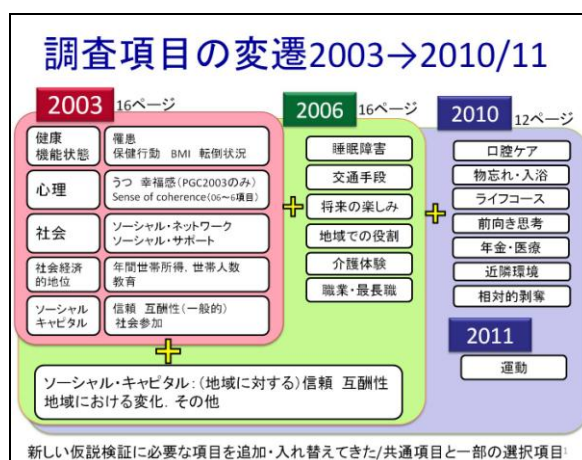 調査項目の変遷2003→2010/11
2003 16ページ
健康
機能状態
罹患
保健行動 BMI 転倒状況
心理
うつ 幸福感(PGC2003のみ)
Sense of coherence(06~6項目)
社会
ソーシャル・ネットワーク
ソーシャル・サポート
社会経済
的地位
年間世帯所得, 世帯人数
教育
ソーシャル
キャピタル
信頼 互酬性(一般的)
社会参加
+
ソーシャル・キャピタル:(地域に対する)信頼 互酬性
地域における変化. その他
+
2006 16ページ
睡眠障害
交通手段
将来の楽しみ
地域での役割
介護体験
職業・最長職
+
2010 12ページ
口腔ケア
物忘れ・入浴
ライフコース
前向き思考
年金・医療
近隣環境
相対的剥奪
2011
運動
新しい仮説検証に必要な項目を追加・入れ替えてきた/共通項目と一部の選択項目